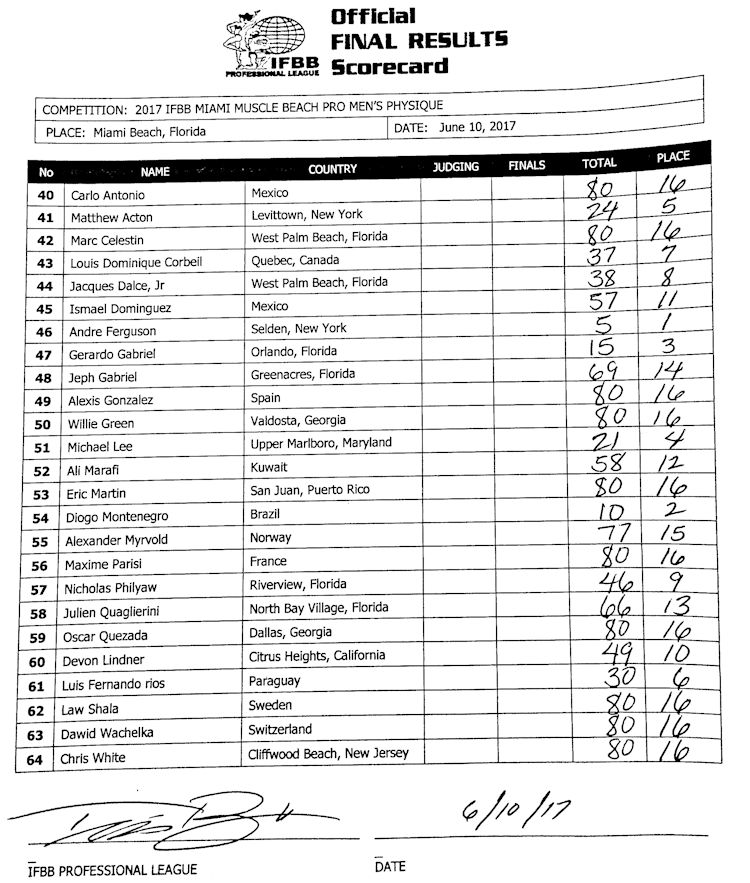 Official
FINAL RESULTS
Scorecard
IFBB
PROFESSIONAL LEAGUE
COMPETITION: 2017 IFBB MIAMI MUSCLE BEACH PRO MEN'S PHYSIQUE
PLACE: Miami Beach, Florida DATE: June 10, 2017
No NAME COUNTRY JUDGING FINALS TOTAL PLACE
40 Carlo Antonio Mexico 80 16
41 Matthew Acton Levittown, New York 24 5
42 Marc Celestin West Palm Beach, Florida 80 16
43 Louis Dominique Corbeil Quebec, Canada 37 7
44 Jacques Dalce, Jr West Palm Beach, Florida 38 8
45 Ismael Dominguez Mexico 57 11
46 Andre Ferguson Selden, New York 5 1
47 Gerardo Gabriel Orlando, Florida 15 3
48 Jeph Gabriel Greenacres, Florida 69 14
49 Alexis Gonzalez Spain 80 16
50 Willie Green Valdosta, Georgia 80 16
51 Michael Lee Upper Marlboro, Maryland 21 4
52 Ali Marafi Kuwait 58 12
53 Eric Martin San Juan, Puerto Rico 80 16
54 Diogo Montenegro Brazil 10 2
55 Alexander Myrvold Norway 77 15
56 Maxime Parisi France 80 16
57 Nicholas Philyaw Riverview, Florida 46 9
58 Julien Quaglierini North Bay Village, Florida 66 13
59 Oscar Quezada Dallas, Georgia 80 16
60 Devon Lindner Citrus Heights, California 49 10
61 Luis Fernando rios Paraguay 30 6
62 Law Shala Sweden 80 16
63 Dawid Wachelka Switzerland 80 16
64 Chris White Cliffwood Beach, New Jersey 80 16
6/10/17
IFBB PROFESSIONAL LEAGUE DATE